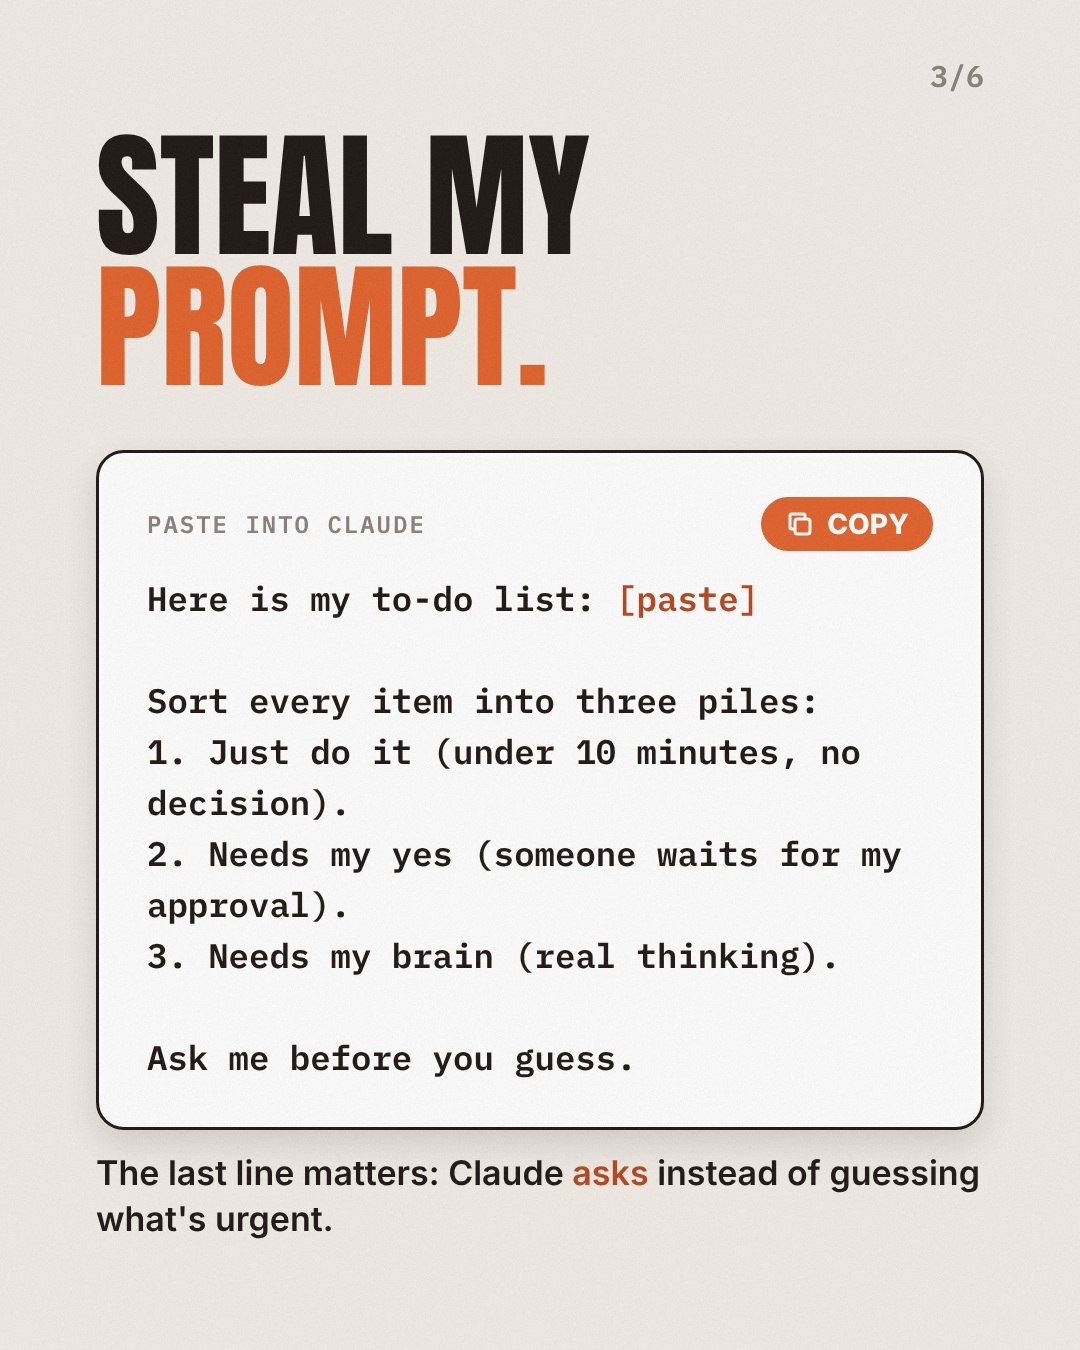 3/6
STEAL MY
PROMPT.
PASTE INTO CLAUDE
COPY
Here is my to-do list: [paste]
Sort every item into three piles:
1. Just do it (under 10 minutes, no
decision).
2. Needs my yes (someone waits for my
approval).
3. Needs my brain (real thinking).
Ask me before you guess.
The last line matters: Claude asks instead of guessing
what's urgent.